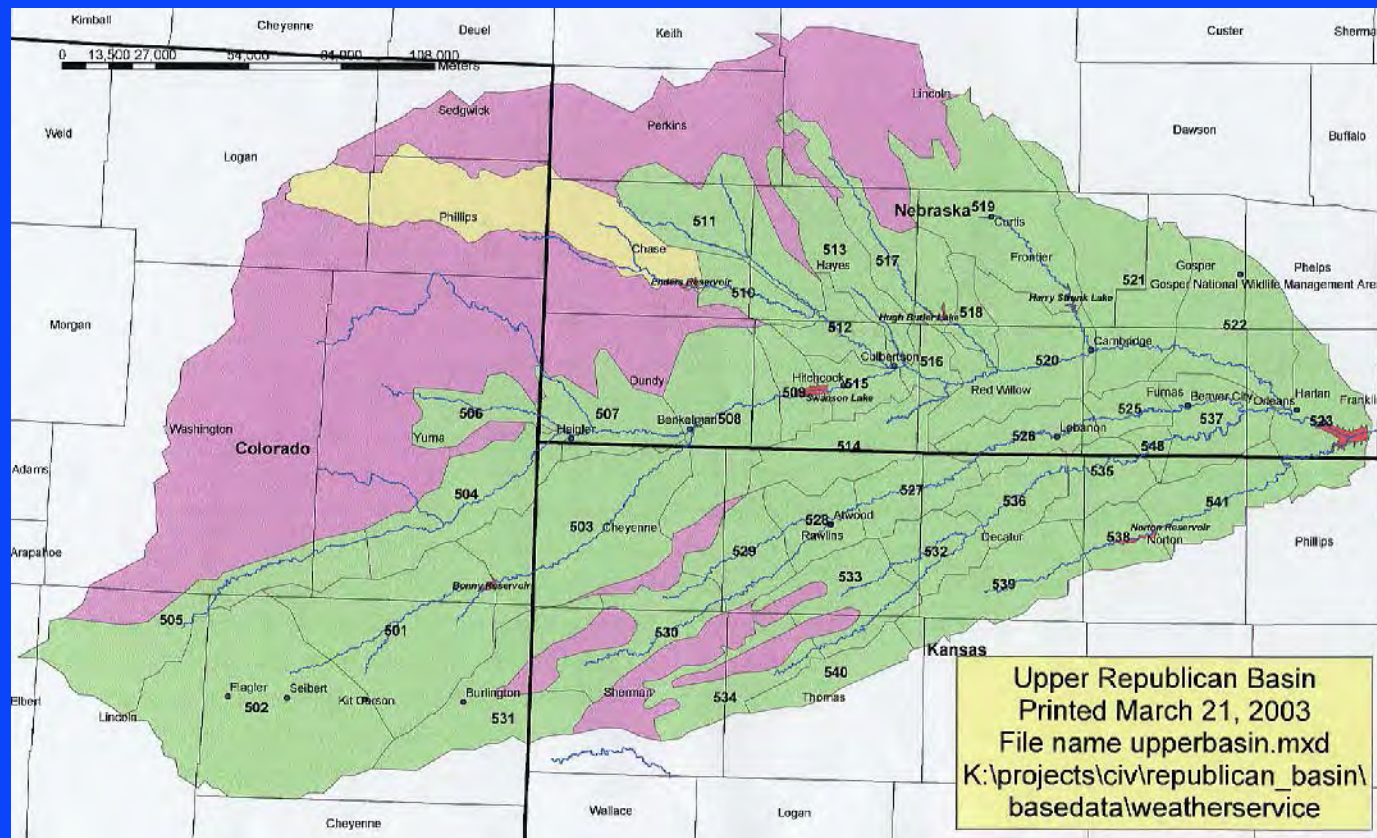 Kimball
Cheyenne
Deuel
Keith
Custer
Sherma
0 13,500 27,000 54,000 81,000 108,000
Meters
Lincoln
Sedgwick
Perkins
Weld
Logan
Dawson
Buffalo
Phillips
511
Nebraska
519
Curtis
Chase
513
Hayes
517
Frontier
Gosper
Phelps
521
Gosper National Wildlife Management Area
Enders Reservoir
510
Harry Strunk Lake
Hugh Butler Lake
518
522
Morgan
512
Cambridge
Culbertson
516
520
Hitchcock
Dundy
509
515
Swanson Lake
Red Willow
Furnas
Beaver City
Orleans
Harlan
Franklin
506
507
Benkelman
508
525
537
523
Washington
Yuma
Haigler
526
Lebanon
Colorado
514
548
Adams
535
504
527
536
541
503
Cheyenne
528
Atwood
Rawlins
Decatur
Norton Reservoir
538
Norton
Arapahoe
529
532
Phillips
Bonny Reservoir
533
539
505
501
530
Kansas
540
Flagler
Seibert
Kit Carson
Burlington
Sherman
Thomas
Elbert
502
534
Lincoln
531
Wallace
Logan
Cheyenne
Upper Republican Basin
Printed March 21, 2003
File name upperbasin.mxd
K:\projects\civ\republican_basin\
basedata\weatherservice